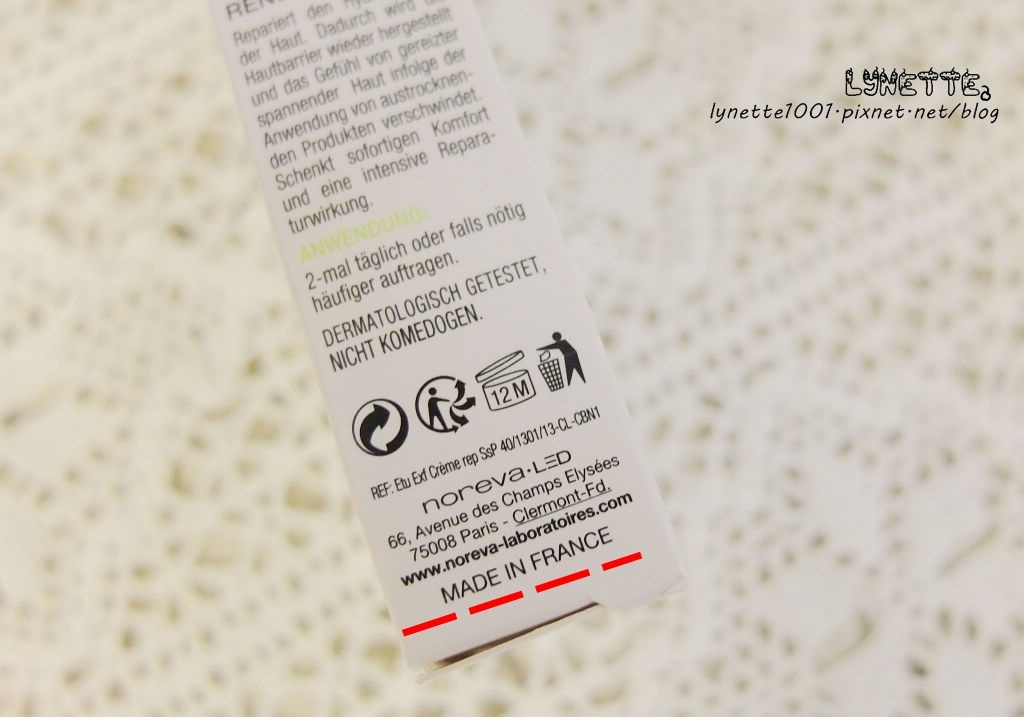 Repariert den
der Haut. Dadurch wird
Hautbarrier wieder hergestellt
und das Gefühl von gereizter
spannender Haut infolge der
Anwendung von austrocknen-
den Produkten verschwindet.
Schenkt sofortigen Komfort
und eine intensive Repara-
turwirkung.
ANWENDUNG:
2-mal täglich oder falls nötig
häufiger auftragen.
DERMATOLOGISCH GETESTET,
NICHT KOMEDOGEN.
12 M
REF: Etu Exf Crème rep SsP 40/1301/13-CL-CBN1
noreva·LED
66, Avenue des Champs Elysées
75008 Paris - Clermont-Fd.
www.noreva-laboratoires.com
MADE IN FRANCE
LYNETTE
lynette1001·pixnet·net/blog